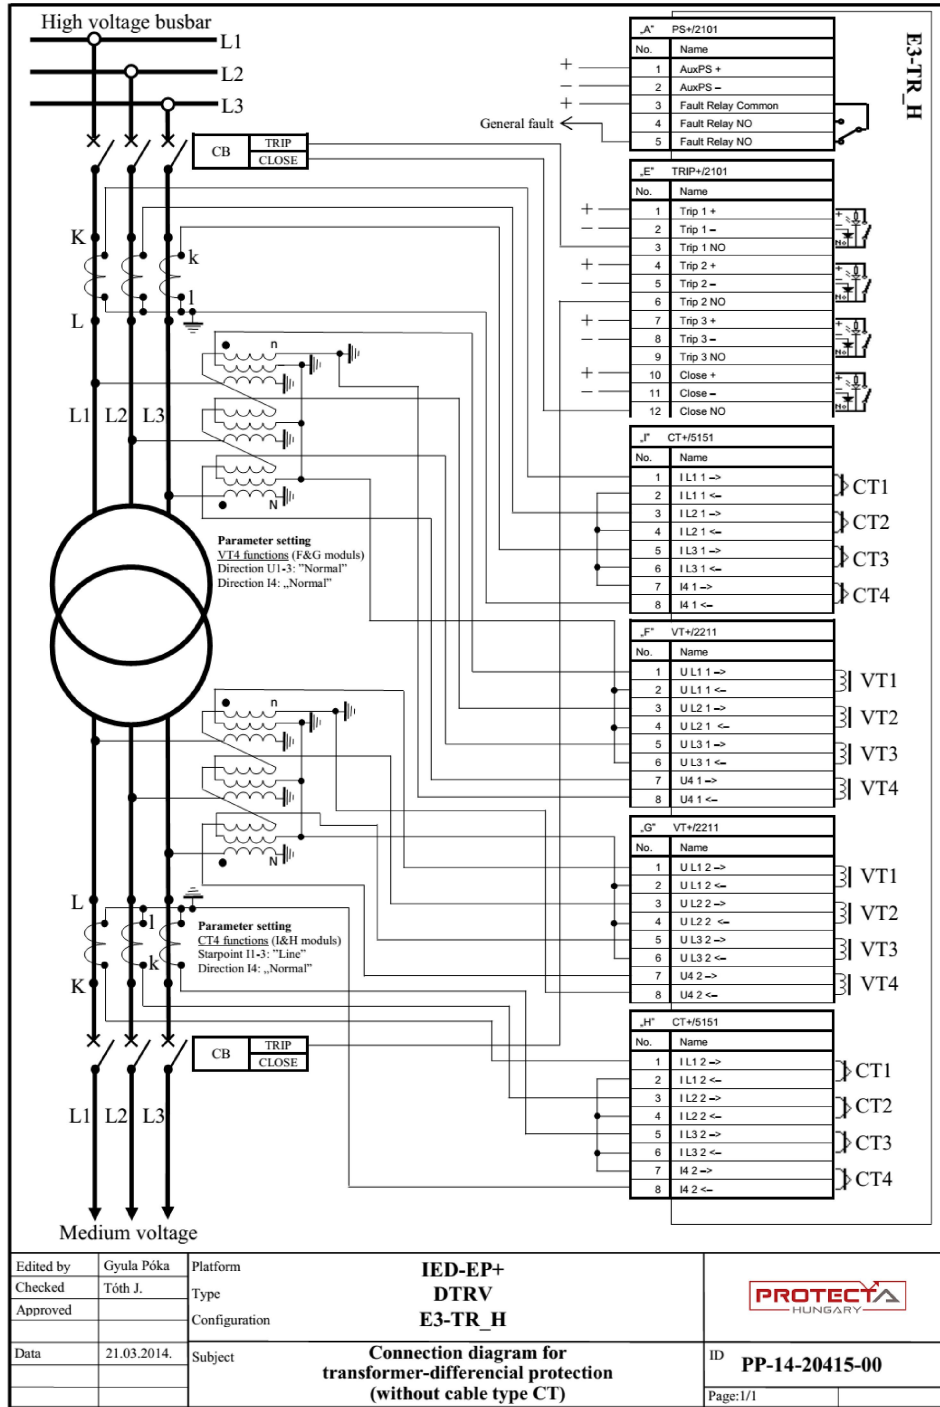 High voltage busbar
L1
L2
L3
CB
TRIP
CLOSE
K
k
l
L
n
L1 L2 L3
N
Parameter setting
VT4 functions (F&G moduls)
Direction U1-3: "Normal"
Direction I4: „Normal"
n
N
L
l
k
K
Parameter setting
CT4 functions (I&H moduls)
Starpoint I1-3: "Line"
Direction I4: „Normal"
CB
TRIP
CLOSE
L1 L2 L3
Medium voltage
E3-TR_H
„A" PS+/2101
No. Name
+ 1 AuxPS +
− 2 AuxPS −
+ 3 Fault Relay Common
General fault 4 Fault Relay NO
5 Fault Relay NO
„E" TRIP+/2101
No. Name
+ 1 Trip 1 +
− 2 Trip 1 −
3 Trip 1 NO
+ 4 Trip 2 +
− 5 Trip 2 −
6 Trip 2 NO
+ 7 Trip 3 +
− 8 Trip 3 −
9 Trip 3 NO
+ 10 Close +
− 11 Close −
12 Close NO
+
−
No
+
−
No
+
−
No
+
−
No
„I" CT+/5151
No. Name
1 I L1 1 −>
2 I L1 1 <−
3 I L2 1 −>
4 I L2 1 <−
5 I L3 1 −>
6 I L3 1 <−
7 I4 1 −>
8 I4 1 <−
CT1
CT2
CT3
CT4
„F" VT+/2211
No. Name
1 U L1 1 −>
2 U L1 1 <−
3 U L2 1 −>
4 U L2 1 <−
5 U L3 1 −>
6 U L3 1 <−
7 U4 1 −>
8 U4 1 <−
VT1
VT2
VT3
VT4
„G" VT+/2211
No. Name
1 U L1 2 −>
2 U L1 2 <−
3 U L2 2 −>
4 U L2 2 <−
5 U L3 2 −>
6 U L3 2 <−
7 U4 2 −>
8 U4 2 <−
VT1
VT2
VT3
VT4
„H" CT+/5151
No. Name
1 I L1 2 −>
2 I L1 2 <−
3 I L2 2 −>
4 I L2 2 <−
5 I L3 2 −>
6 I L3 2 <−
7 I4 2 −>
8 I4 2 <−
CT1
CT2
CT3
CT4
Edited by Gyula Póka
Checked Tóth J.
Approved
Data 21.03.2014.
Platform IED-EP+
Type DTRV
Configuration E3-TR_H
Subject Connection diagram for
transformer-differencial protection
(without cable type CT)
PROTECTA
HUNGARY
ID PP-14-20415-00
Page:1/1